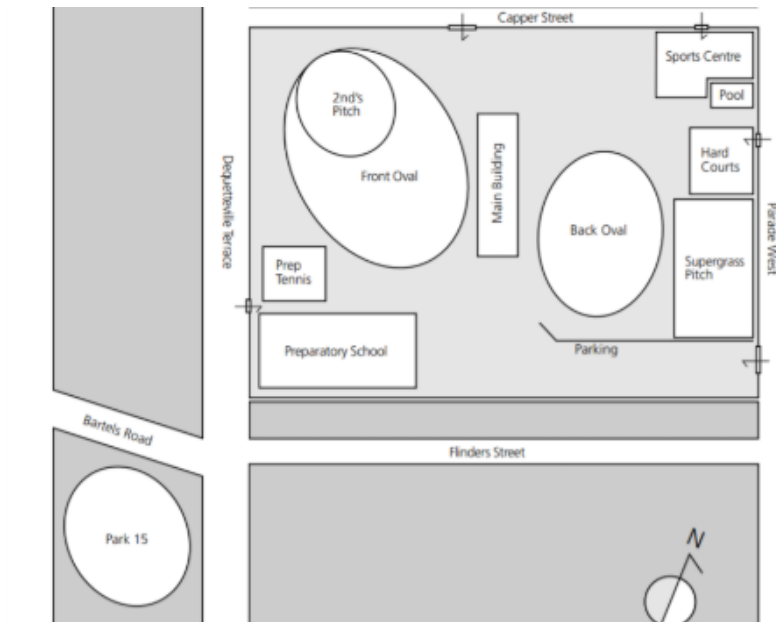 Capper Street
Sports Centre
Pool
2nd's
Pitch
Front Oval
Main Building
Hard
Courts
Dequetteville Terrace
Back Oval
Parade West
Prep
Tennis
Supergrass
Pitch
Preparatory School
Parking
Bartels Road
Flinders Street
Park 15
N